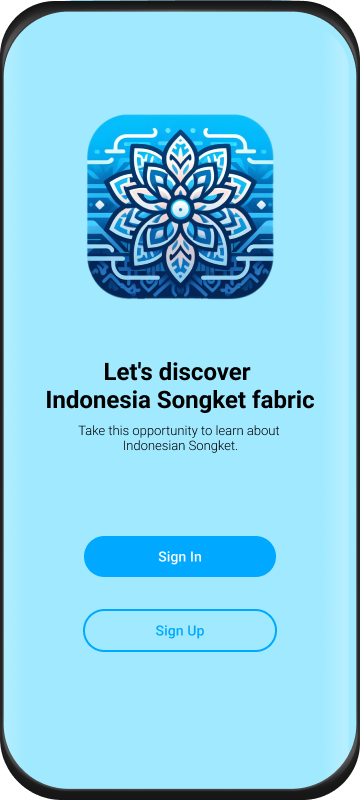 Let's discover
Indonesia Songket fabric
Take this opportunity to learn about
Indonesian Songket.
Sign In
Sign Up